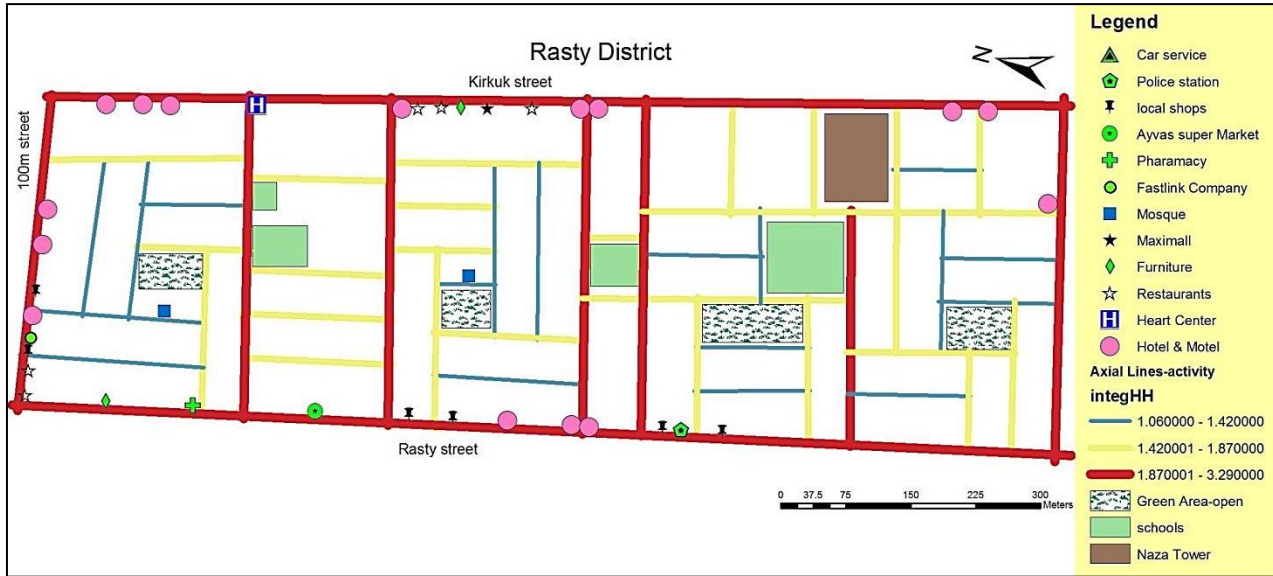 Rasty District
N
Kirkuk street
100m street
H
Rasty street
0 37.5 75 150 225 300
Meters
Legend
Car service
Police station
local shops
Ayvas super Market
Pharamacy
Fastlink Company
Mosque
Maximall
Furniture
Restaurants
H Heart Center
Hotel & Motel
Axial Lines-activity
integHH
1.060000 - 1.420000
1.420001 - 1.870000
1.870001 - 3.290000
Green Area-open
schools
Naza Tower